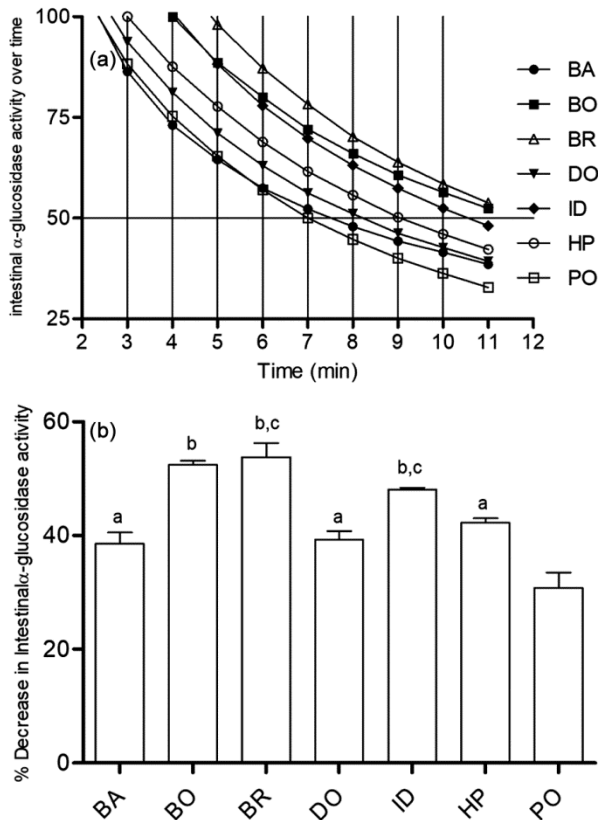 intestinal α-glucosidase activity over time
100
75
50
25
(a)
2 3 4 5 6 7 8 9 10 11 12
Time (min)
BA
BO
BR
DO
ID
HP
PO
% Decrease in Intestinalα-glucosidase activity
60
40
20
0
(b)
a
b
b,c
a
b,c
a
BA BO BR DO ID HP PO